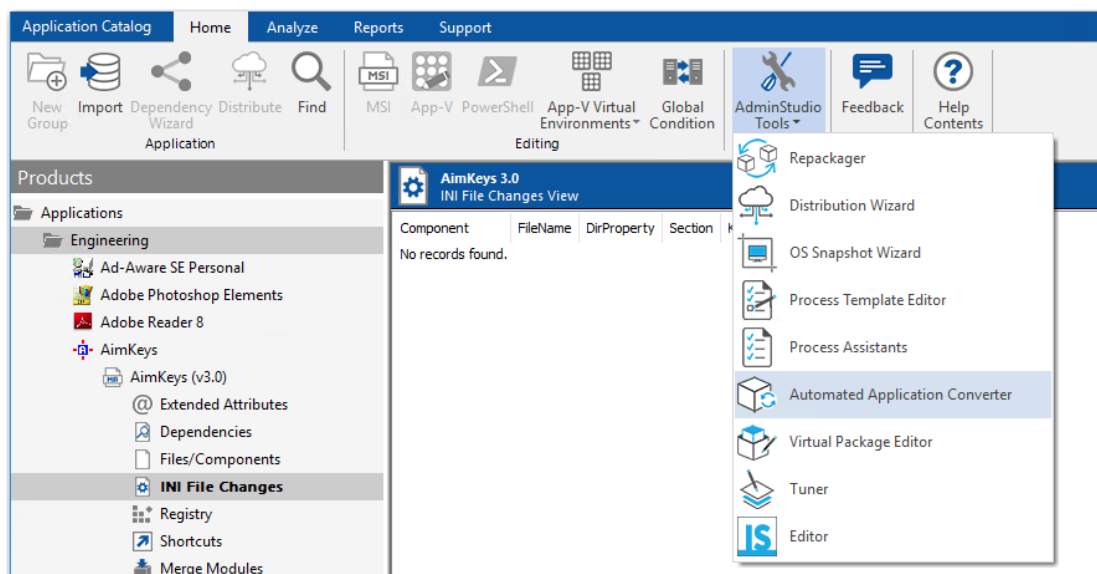 Application Catalog Home Analyze Reports Support
New Group Import Dependency Wizard Distribute Find MSI App-V PowerShell App-V Virtual Environments Global Condition AdminStudio Tools Feedback Help Contents
Application Editing
Products
Applications
Engineering
Ad-Aware SE Personal
Adobe Photoshop Elements
Adobe Reader 8
AimKeys
AimKeys (v3.0)
Extended Attributes
Dependencies
Files/Components
INI File Changes
Registry
Shortcuts
Merge Modules
AimKeys 3.0
INI File Changes View
Component FileName DirProperty Section
No records found.
Repackager
Distribution Wizard
OS Snapshot Wizard
Process Template Editor
Process Assistants
Automated Application Converter
Virtual Package Editor
Tuner
Editor